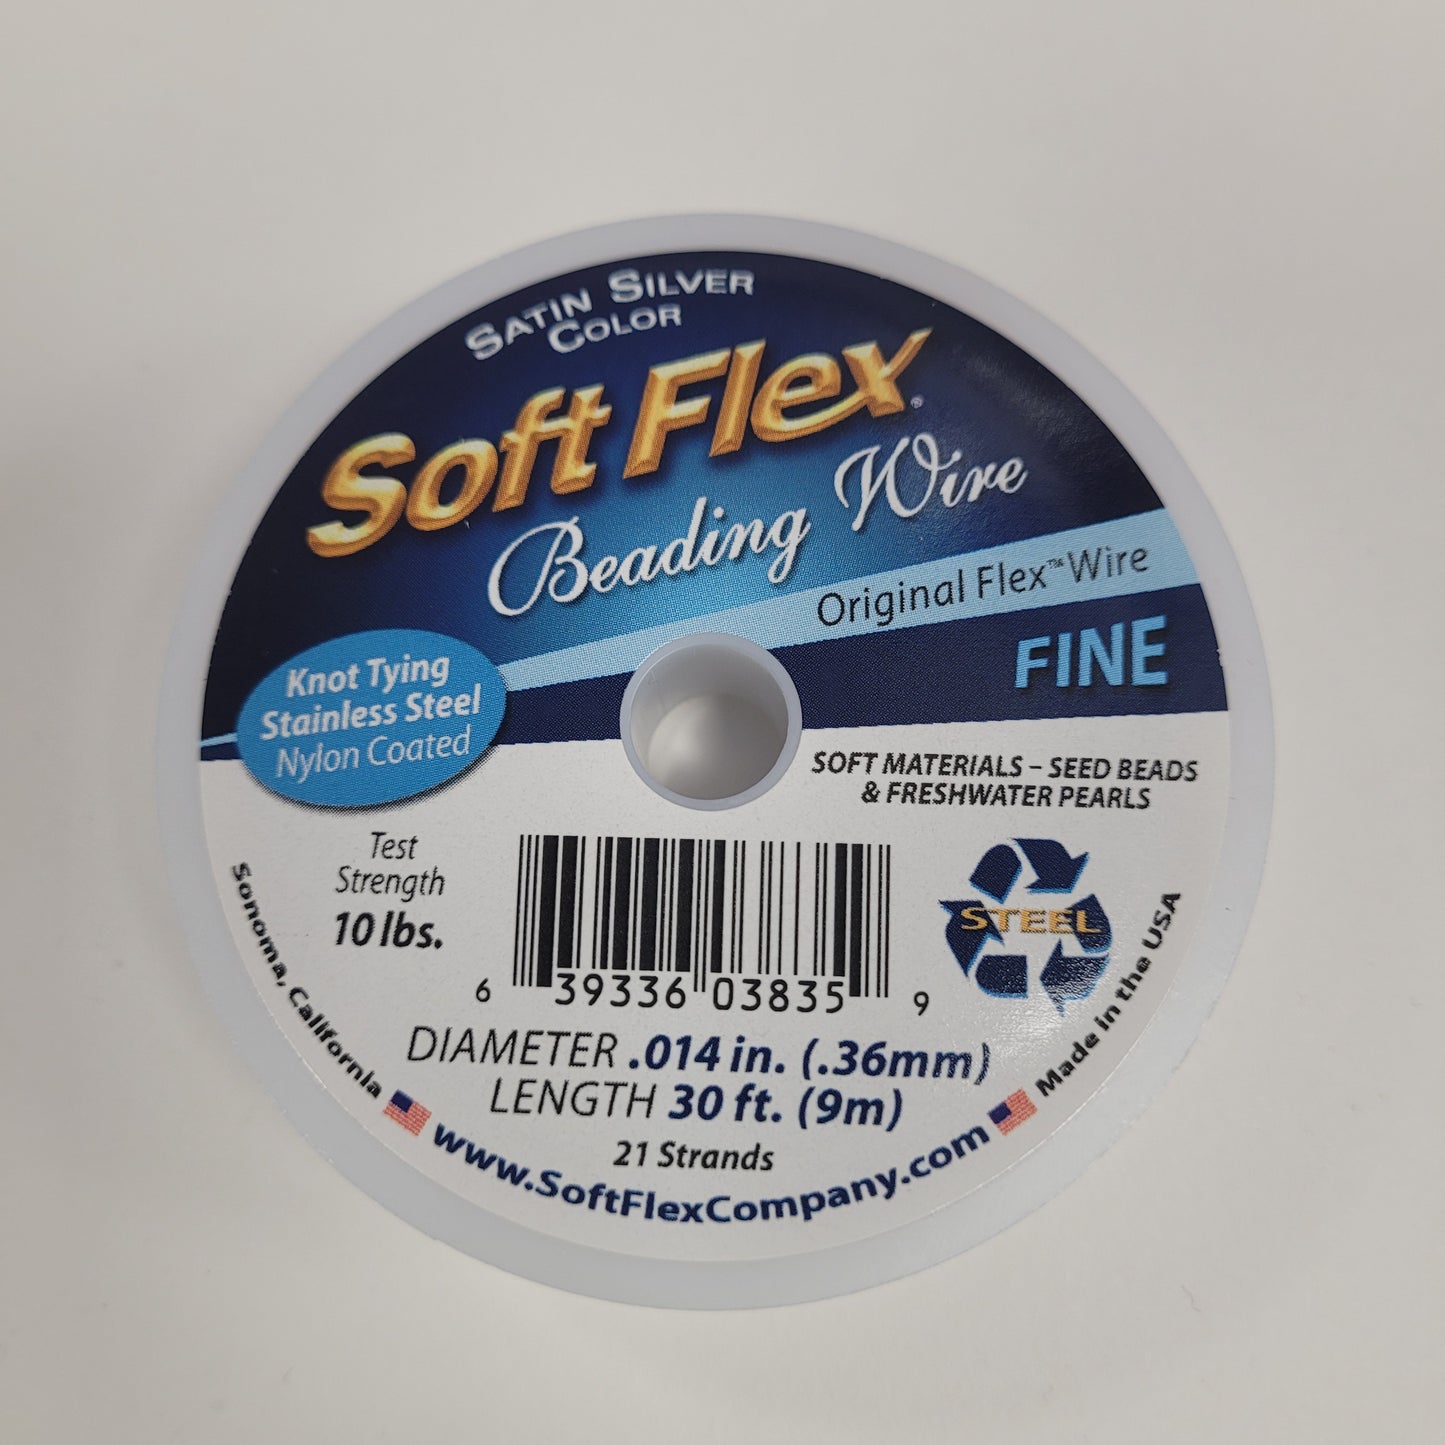 SATIN SILVER
COLOR
Soft Flex®
Beading Wire
Original Flex™ Wire
FINE
Knot Tying
Stainless Steel
Nylon Coated
SOFT MATERIALS – SEED BEADS
& FRESHWATER PEARLS
Test
Strength
10 lbs.
6 39336 03835 9
STEEL
DIAMETER .014 in. (.36mm)
LENGTH 30 ft. (9m)
21 Strands
Sonoma, California
www.SoftFlexCompany.com
Made in the USA